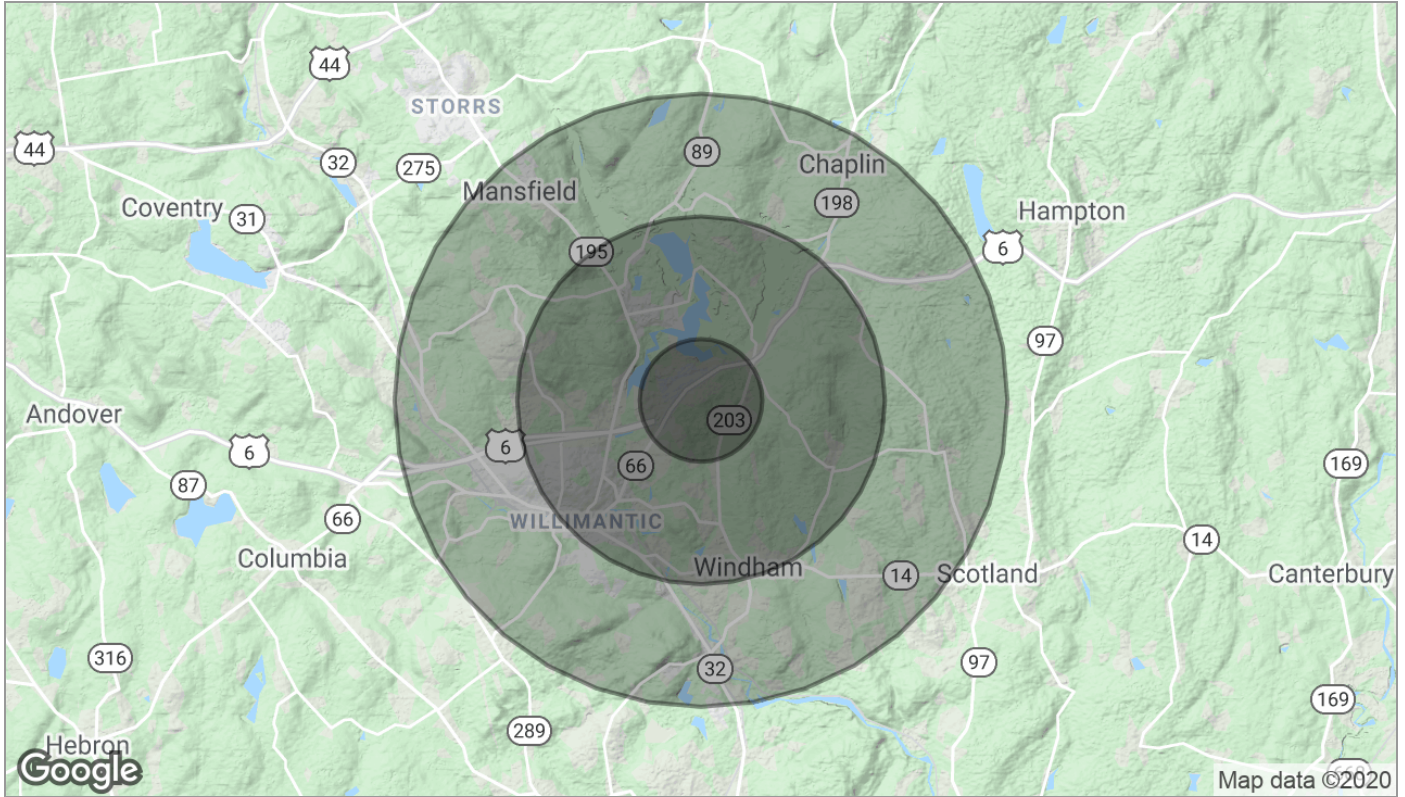 44
STORRS
44
89
32
275
Chaplin
Mansfield
198
Coventry
31
Hampton
6
195
97
Andover
203
6
6
66
169
87
66
WILLIMANTIC
14
Columbia
Windham
14
Scotland
Canterbury
316
97
32
169
289
Hebron
Google
Map data ©2020